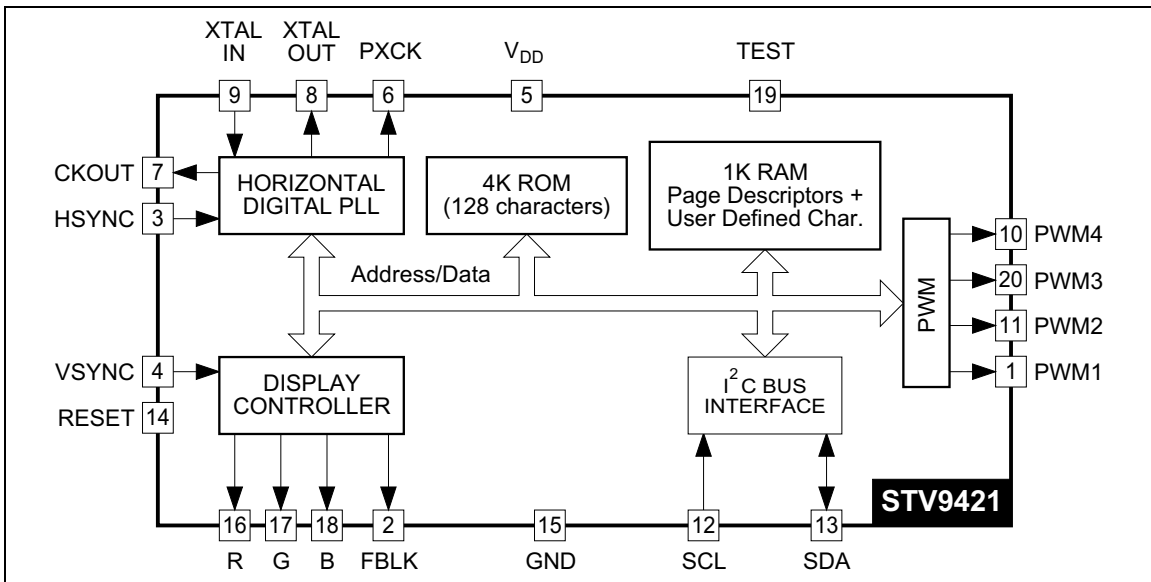 XTAL IN
XTAL OUT
PXCK
VDD
TEST
9
8
6
5
19
CKOUT
7
HSYNC
3
HORIZONTAL
DIGITAL PLL
4K ROM
(128 characters)
1K RAM
Page Descriptors +
User Defined Char.
Address/Data
PWM
10 PWM4
20 PWM3
11 PWM2
1 PWM1
VSYNC 4
RESET 14
DISPLAY
CONTROLLER
I2C BUS
INTERFACE
STV9421
16
17
18
2
15
12
13
R
G
B
FBLK
GND
SCL
SDA